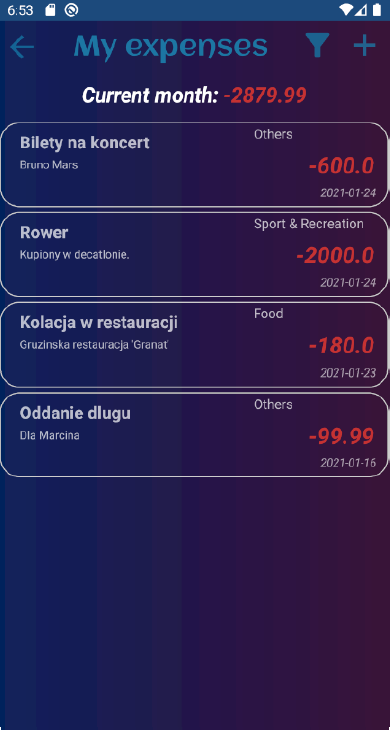 6:53
My expenses
Current month: -2879.99
Bilety na koncert
Others
Bruno Mars
-600.0
2021-01-24
Rower
Sport & Recreation
Kupiony w decatlonie.
-2000.0
2021-01-24
Kolacja w restauracji
Food
Gruzinska restauracja 'Granat'
-180.0
2021-01-23
Oddanie dlugu
Others
Dla Marcina
-99.99
2021-01-16